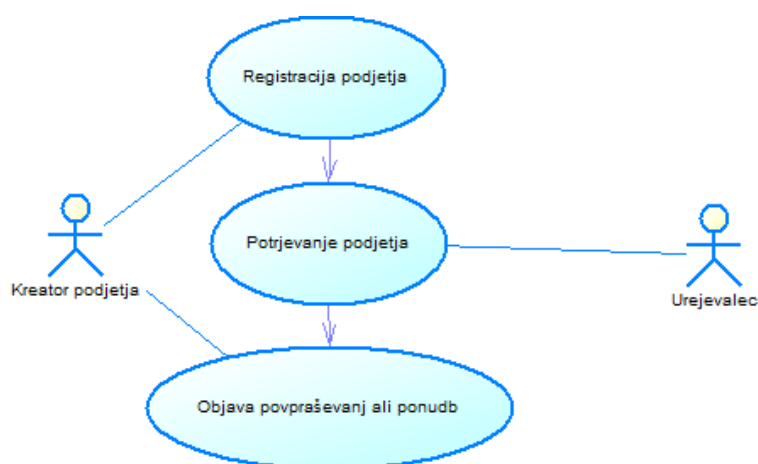 Registracija podjetja
Potrjevanje podjetja
Kreator podjetja
Urejevalec
Objava povpraševanj ali ponudb